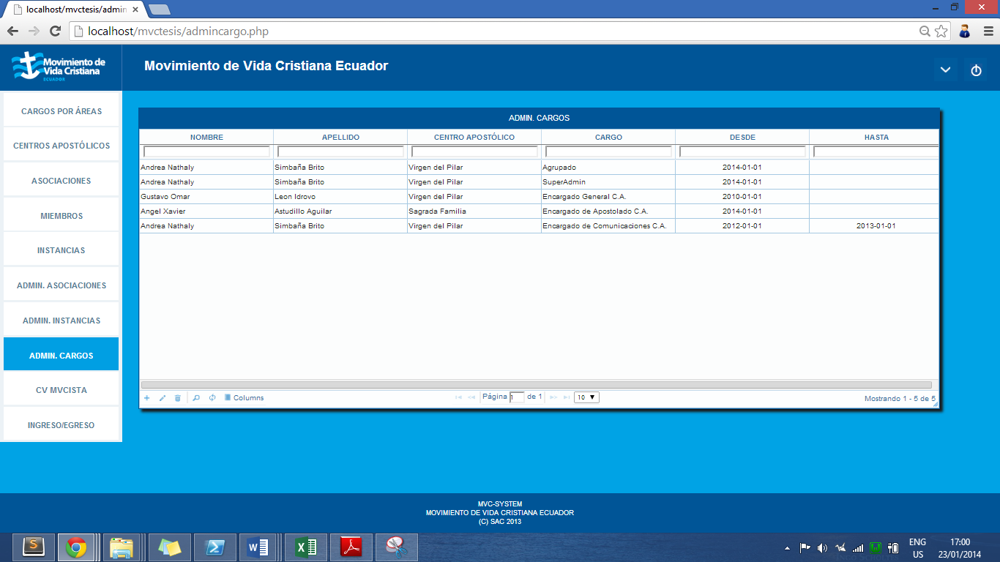 localhost/mvctesis/admin
localhost/mvctesis/admincargo.php
Movimiento de
Vida Cristiana
ECUADOR
Movimiento de Vida Cristiana Ecuador
CARGOS POR ÁREAS
CENTROS APOSTÓLICOS
ASOCIACIONES
MIEMBROS
INSTANCIAS
ADMIN. ASOCIACIONES
ADMIN. INSTANCIAS
ADMIN. CARGOS
CV MVCISTA
INGRESO/EGRESO
ADMIN. CARGOS
NOMBRE APELLIDO CENTRO APOSTÓLICO CARGO DESDE HASTA
Andrea Nathaly Simbaña Brito Virgen del Pilar Agrupado 2014-01-01
Andrea Nathaly Simbaña Brito Virgen del Pilar SuperAdmin 2014-01-01
Gustavo Omar Leon Idrovo Virgen del Pilar Encargado General C.A. 2010-01-01
Angel Xavier Astudillo Aguilar Sagrada Familia Encargado de Apostolado C.A. 2014-01-01
Andrea Nathaly Simbaña Brito Virgen del Pilar Encargado de Comunicaciones C.A. 2012-01-01 2013-01-01
Columns Página 1 de 1 10 Mostrando 1 - 5 de 5
MVC-SYSTEM
MOVIMIENTO DE VIDA CRISTIANA ECUADOR
(C) SAC 2013
ENG 17:00
US 23/01/2014